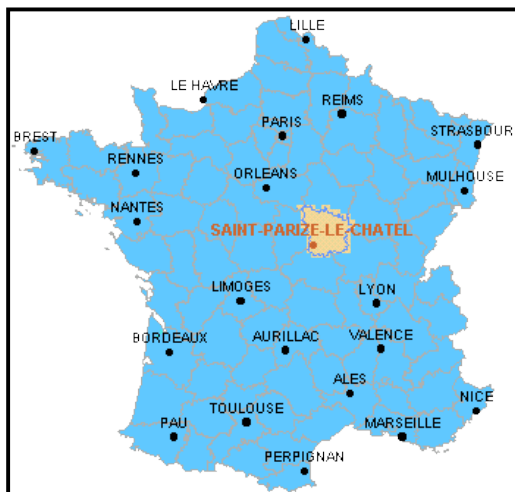 LILLE
LE HAVRE
REIMS
PARIS
STRASBOUR
BREST
RENNES
ORLEANS
MULHOUSE
NANTES
SAINT-PARIZE-LE-CHATEL
LIMOGES
LYON
BORDEAUX
AURILLAC
VALENCE
ALES
NICE
TOULOUSE
PAU
MARSEILLE
PERPIGNAN